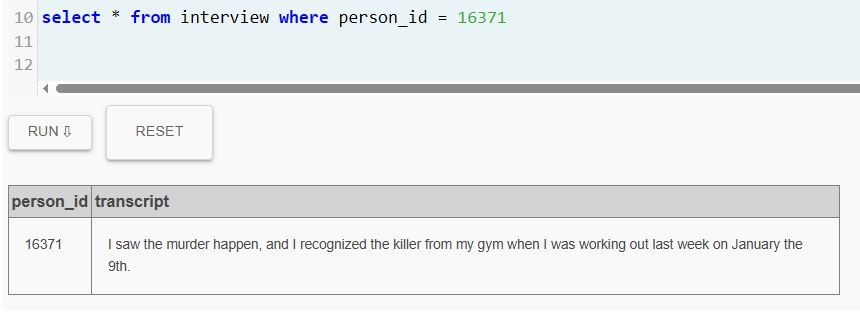 10 select * from interview where person_id = 16371
11
12
RUN ⇩ RESET
person_id transcript
16371 I saw the murder happen, and I recognized the killer from my gym when I was working out last week on January the
9th.